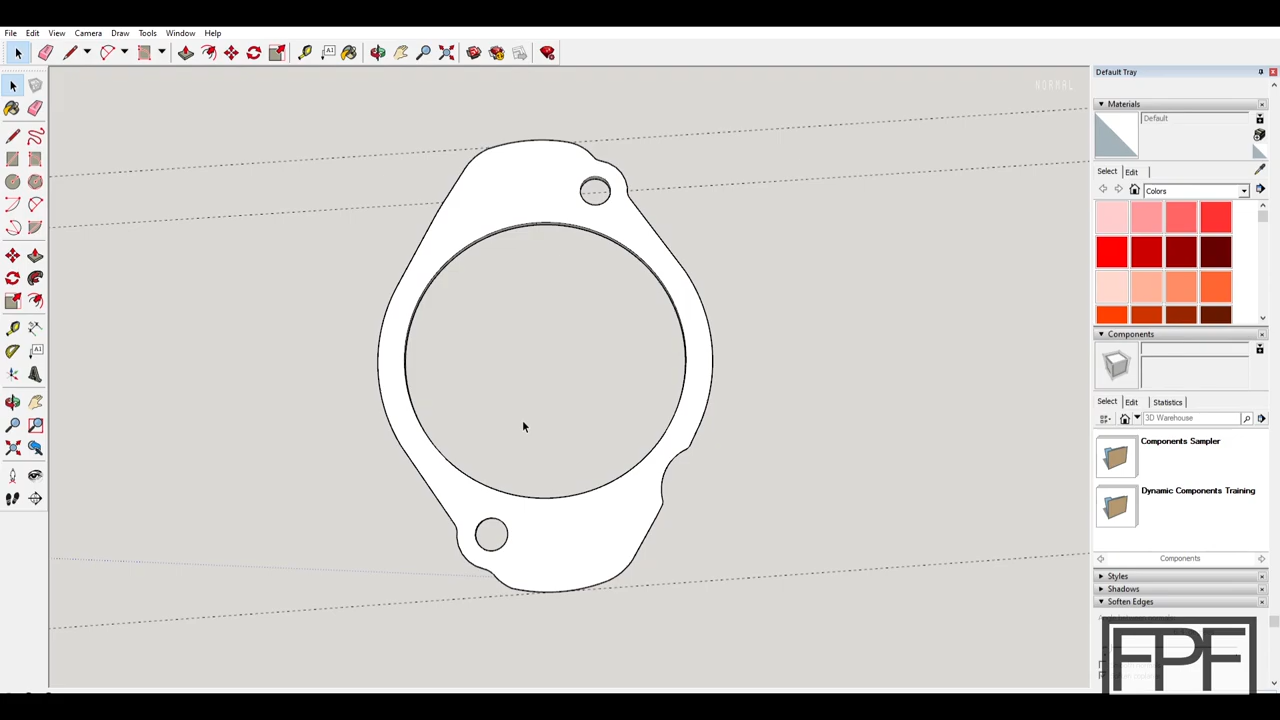 File Edit View Camera Draw Tools Window Help
Default Tray
NORMAL
Materials
Default
Select Edit
Colors
Components
Select Edit Statistics
3D Warehouse
Components Sampler
Dynamic Components Training
Components
Styles
Shadows
Soften Edges
FPF